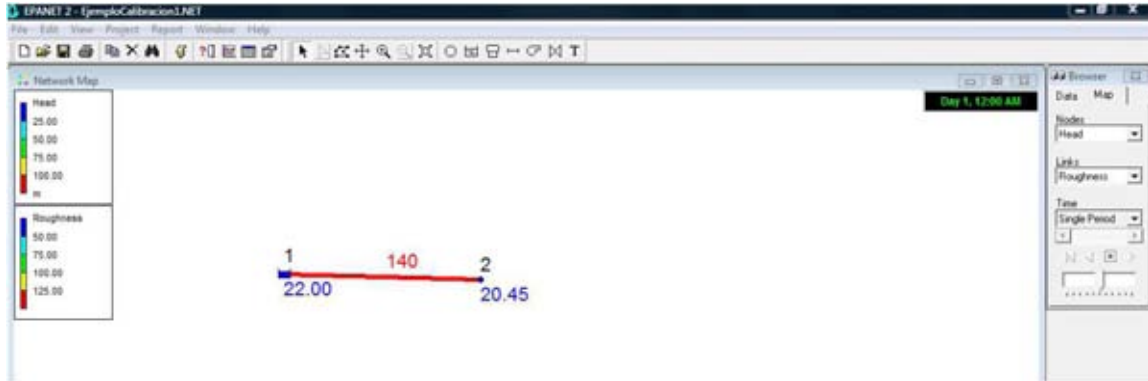 EPANET 2 - EjemploCalibracion1.NET
File Edit View Project Report Window Help
T
Network Map
Day 1, 12:00 AM
Head
25.00
50.00
75.00
100.00
m
Roughness
50.00
75.00
100.00
125.00
1
140
2
22.00
20.45
Browser
Data Map
Nodes
Head
Links
Roughness
Time
Single Period